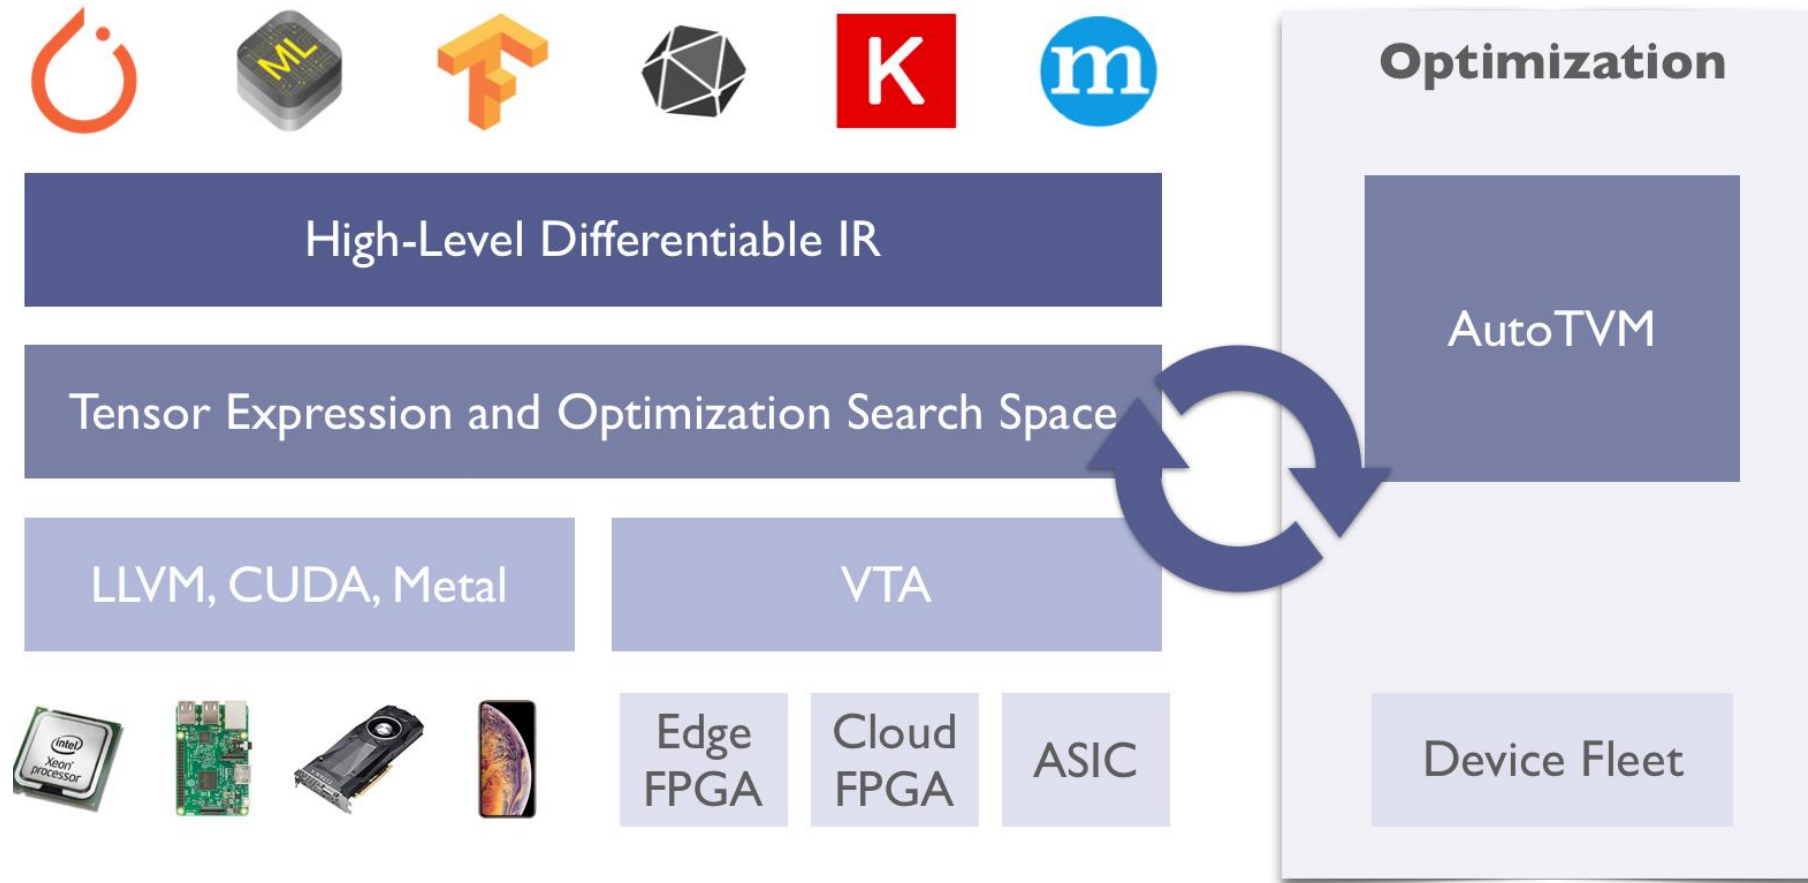 ML
F
K
m
Optimization
High-Level Differentiable IR
AutoTVM
Tensor Expression and Optimization Search Space
LLVM, CUDA, Metal
VTA
intel
Xeon
processor
Edge
FPGA
Cloud
FPGA
ASIC
Device Fleet